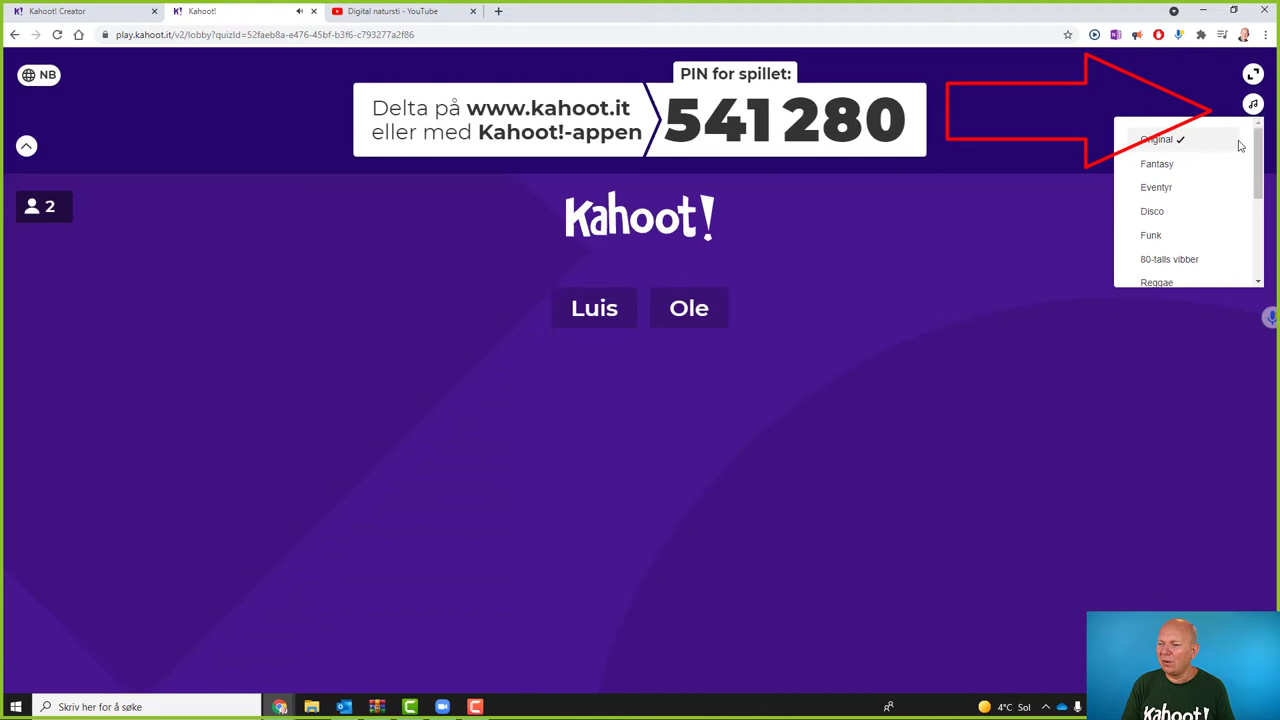 Kahoot! Creator
Kahoot!
Digital natursti - YouTube
play.kahoot.it/v2/lobby?quizId=52faeb8a-e476-45bf-b3f6-c793277a2f86
NB
PIN for spillet:
Delta på www.kahoot.it
eller med Kahoot!-appen
541 280
Original
Fantasy
Eventyr
Disco
Funk
80-talls vibber
Reggae
2
Kahoot!
Luis
Ole
Kahoot!
Skriv her for å søke
4°C Sol